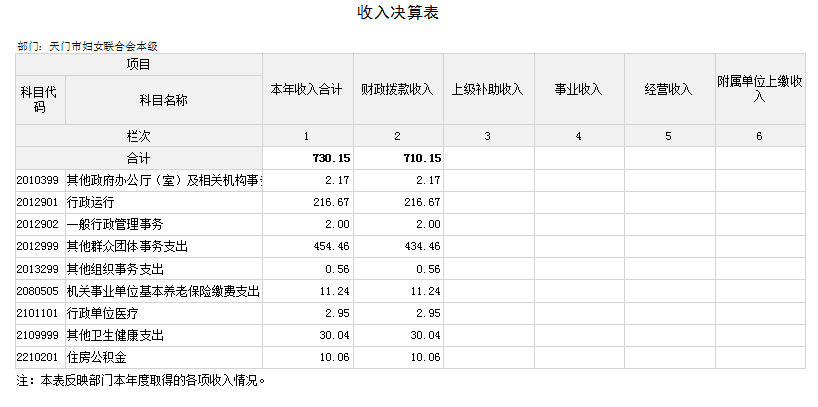 收入决算表
部门：天门市妇女联合会本级
项目 本年收入合计 财政拨款收入 上级补助收入 事业收入 经营收入 附属单位上缴收入
科目代码 科目名称
栏次 1 2 3 4 5 6
合计 730.15 710.15
2010399 其他政府办公厅（室）及相关机构事 2.17 2.17
2012901 行政运行 216.67 216.67
2012902 一般行政管理事务 2.00 2.00
2012999 其他群众团体事务支出 454.46 434.46
2013299 其他组织事务支出 0.56 0.56
2080505 机关事业单位基本养老保险缴费支出 11.24 11.24
2101101 行政单位医疗 2.95 2.95
2109999 其他卫生健康支出 30.04 30.04
2210201 住房公积金 10.06 10.06
注：本表反映部门本年度取得的各项收入情况。